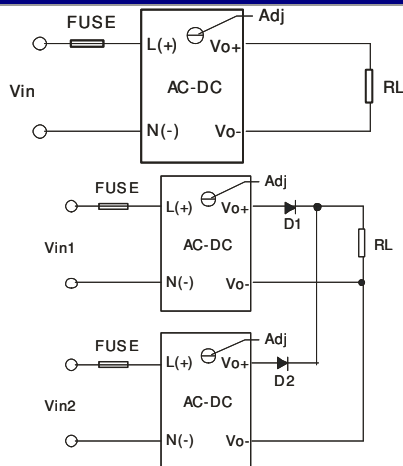 FUSE
Adj
L(+)
Vo+
Vin
AC-DC
RL
N(-)
Vo-
FUSE
Adj
L(+)
Vo+
D1
Vin1
AC-DC
RL
N(-)
Vo-
FUSE
Adj
L(+)
Vo+
D2
Vin2
AC-DC
N(-)
Vo-